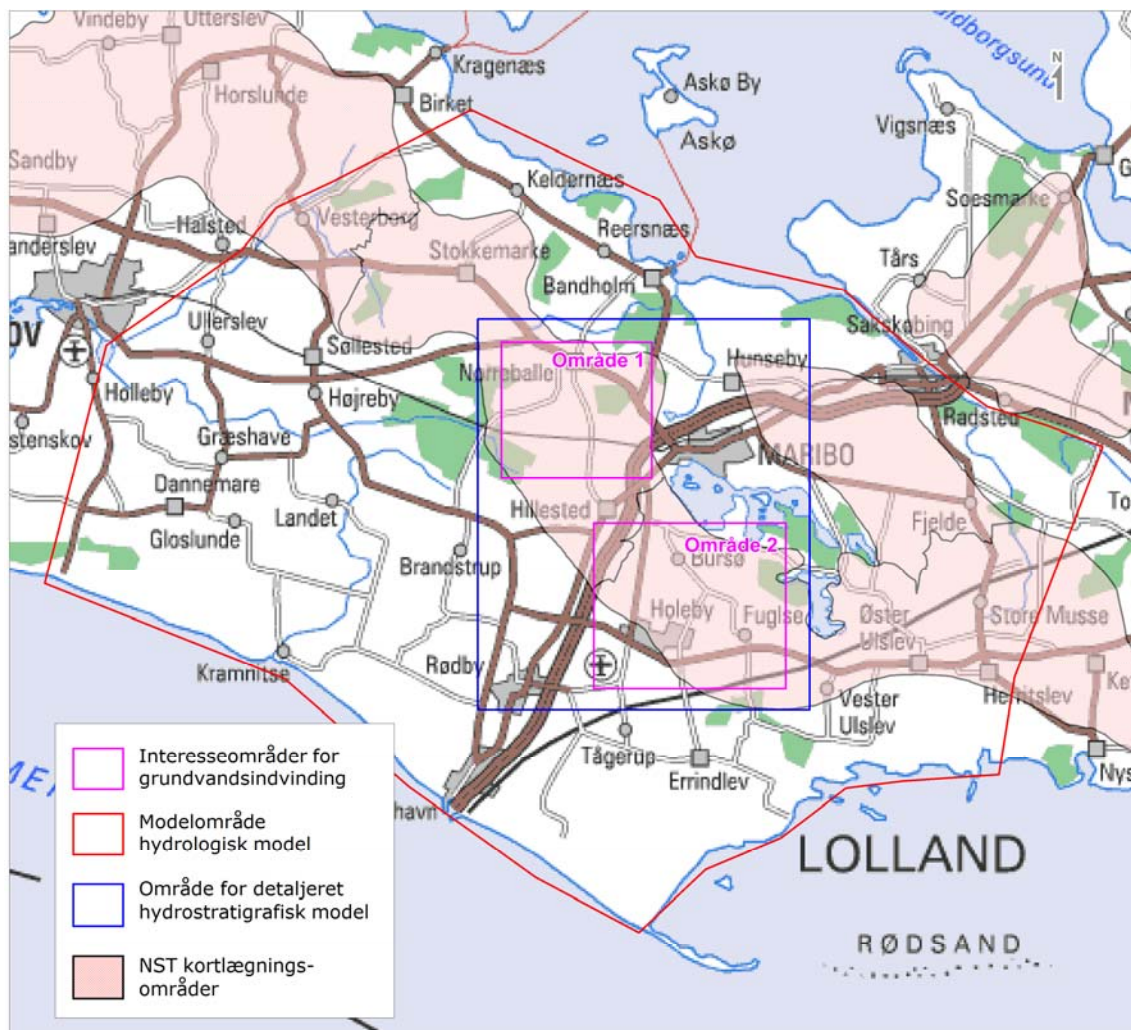 Vindeby
Utterslev
Kragenæs
uldborgsund
N
Horslunde
Birket
Askø By
Vigsnæs
Askø
G
Sandby
Keldernæs
Vesterborg
Soesmarke
Halsted
Reersnæs
anderslev
Stokkemarke
Tårs
Bandholm
Ullerslev
Sakskøbing
OV
Søllested
Område 1
Hunseby
Nørreballe
Holleby
Højreby
Radsted
N
stenskov
Græshave
MARIBO
Dannemare
Hillested
To
Landet
Fjelde
Gloslunde
Område 2
Brandstrup
Bursø
Holeby
Fuglse
Øster
Ulslev
Store Musse
Kramnitse
Rødby
Ket
Vester
Ulslev
Herritslev
Tågerup
Errindlev
Nys
havn
Interesseområder for
grundvandsindvinding
Modelområde
hydrologisk model
LOLLAND
Område for detaljeret
hydrostratigrafisk model
RØDSAND
NST kortlægnings-
områder